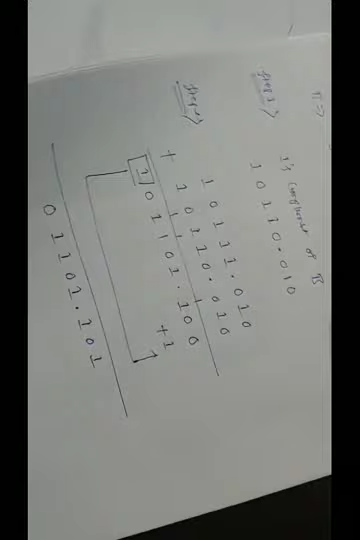 II =>
Step 1 => 1's Complement of B
1 0 1 1 0 . 0 1 0
Step 2 => 1 0 1 1 1 . 0 1 0
+ 1 0 1 1 0 . 0 1 0
1 0 1 1 0 1 . 1 0 0
+1
0 1 1 0 1 . 1 0 1